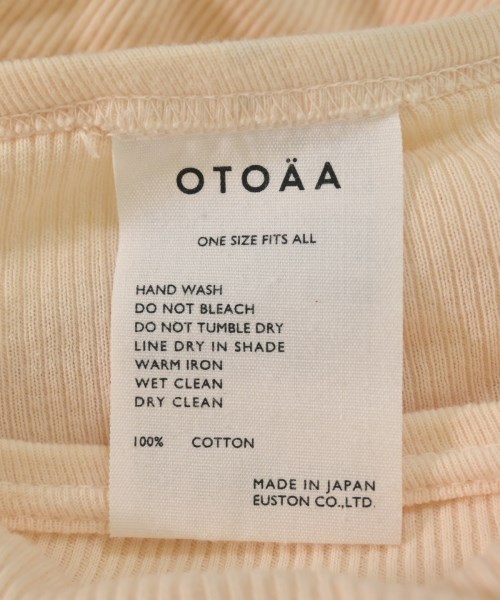 OTOÄA
ONE SIZE FITS ALL
HAND WASH
DO NOT BLEACH
DO NOT TUMBLE DRY
LINE DRY IN SHADE
WARM IRON
WET CLEAN
DRY CLEAN
100% COTTON
MADE IN JAPAN
EUSTON CO.,LTD.